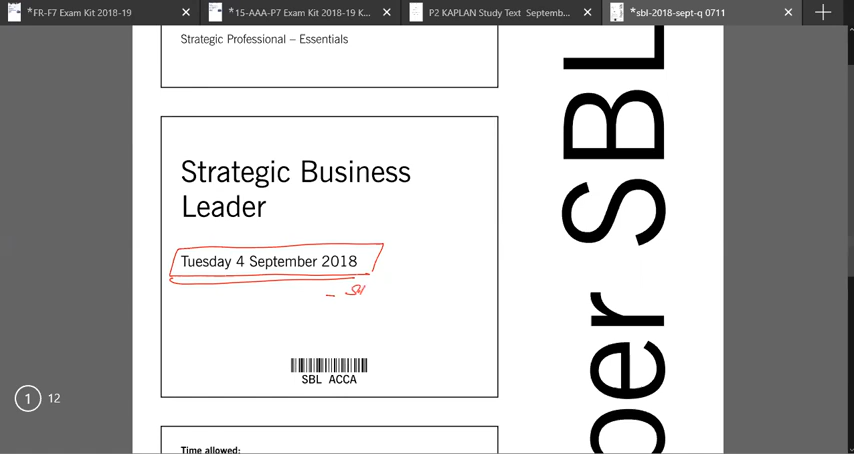 *FR-F7 Exam Kit 2018-19
*15-AAA-P7 Exam Kit 2018-19 K...
P2 KAPLAN Study Text Septemb...
*sbl-2018-sept-q 0711
Strategic Professional – Essentials
Strategic Business
Leader
Tuesday 4 September 2018
SBL ACCA
1 12
Time allowed:
per SBL